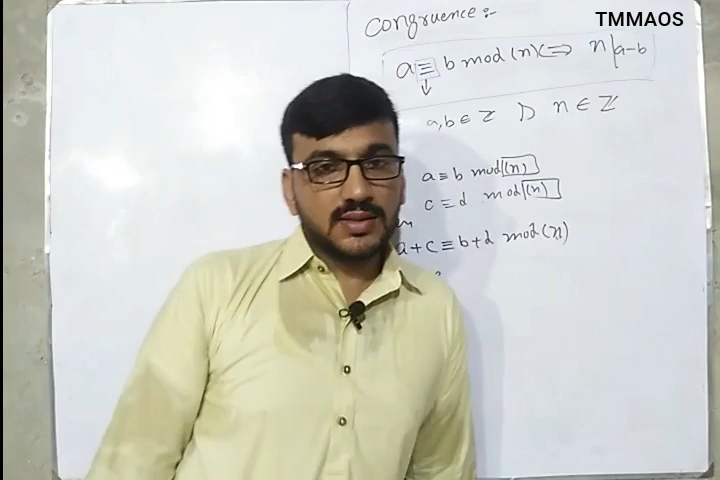 TMMAOS
Congruence:-
a ≡ b mod (n) <=> n | a-b
a, b ∈ Z n ∈ Z
a ≡ b mod (n)
c ≡ d mod (n)
a + c ≡ b + d mod (n)